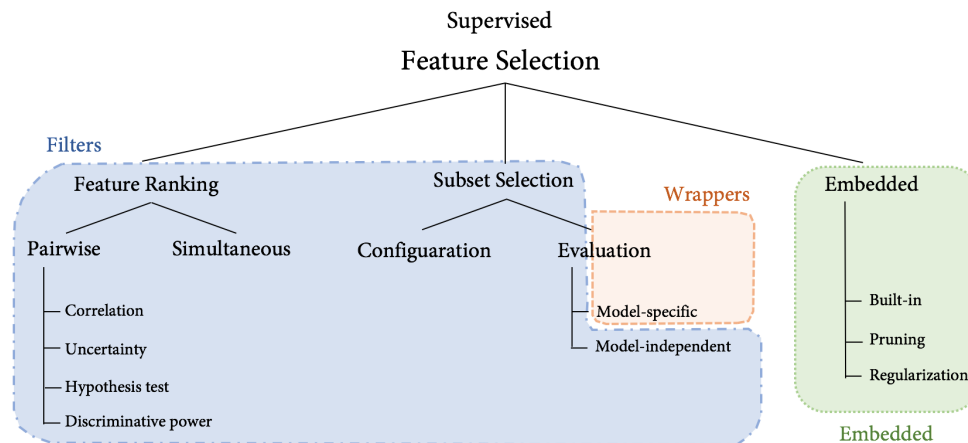 Supervised
Feature Selection
Filters
Feature Ranking
Subset Selection
Wrappers
Embedded
Pairwise
Simultaneous
Configuaration
Evaluation
Correlation
Uncertainty
Hypothesis test
Discriminative power
Model-specific
Model-independent
Built-in
Pruning
Regularization
Embedded